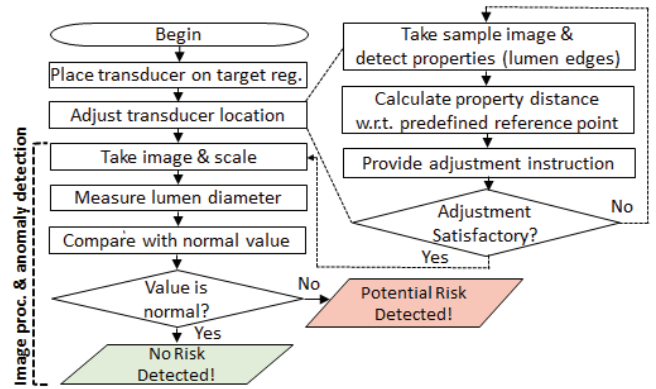 Begin
Place transducer on target reg.
Adjust transducer location
Take image & scale
Measure lumen diameter
Compare with normal value
Value is
normal?
No
Yes
No Risk
Detected!
Potential Risk
Detected!
Image proc. & anomaly detection
Take sample image &
detect properties (lumen edges)
Calculate property distance
w.r.t. predefined reference point
Provide adjustment instruction
Adjustment
Satisfactory?
No
Yes